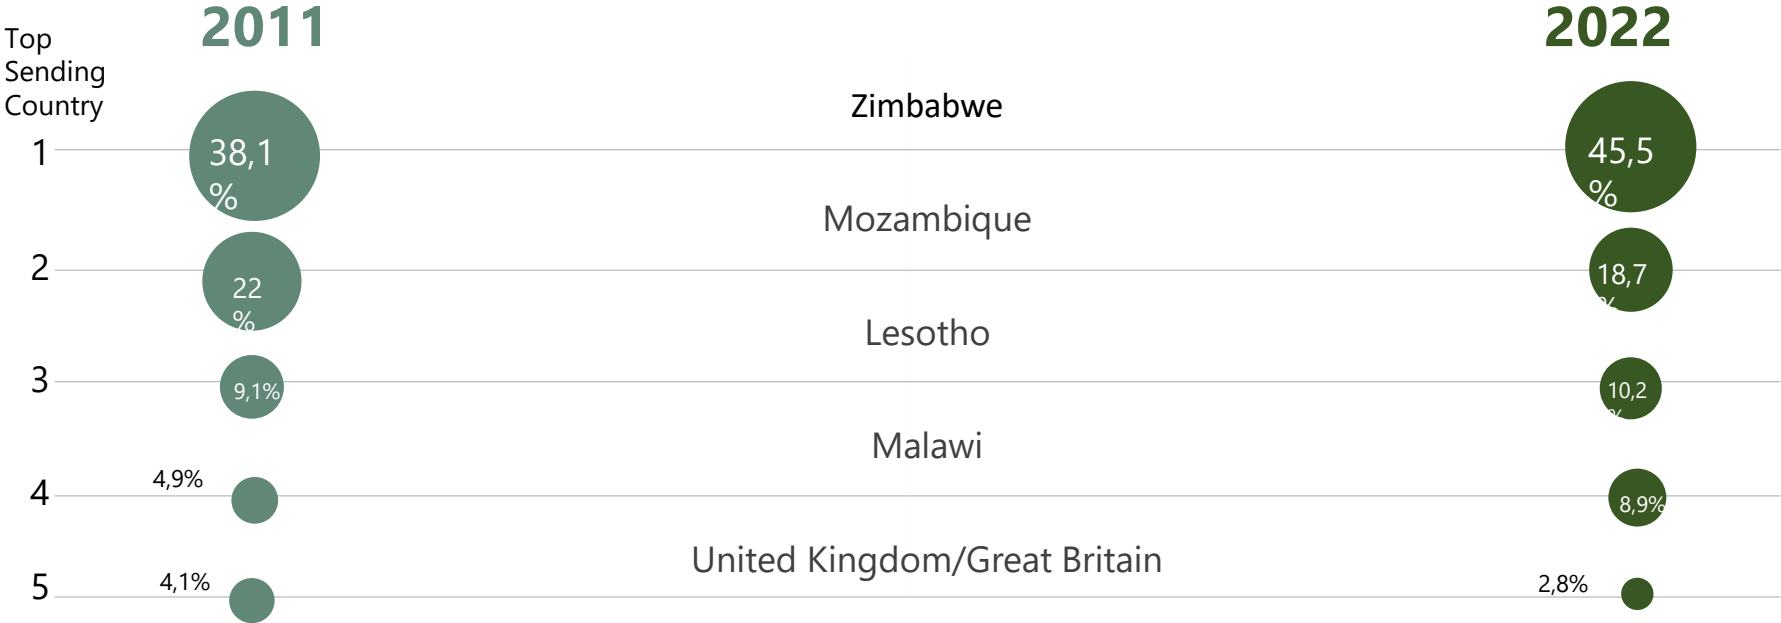 Top
Sending
Country
2011
2022
Zimbabwe
1
38,1
%
45,5
%
Mozambique
2
22
%
18,7
%
Lesotho
3
9,1%
10,2
%
Malawi
4
4,9%
8,9%
United Kingdom/Great Britain
5
4,1%
2,8%